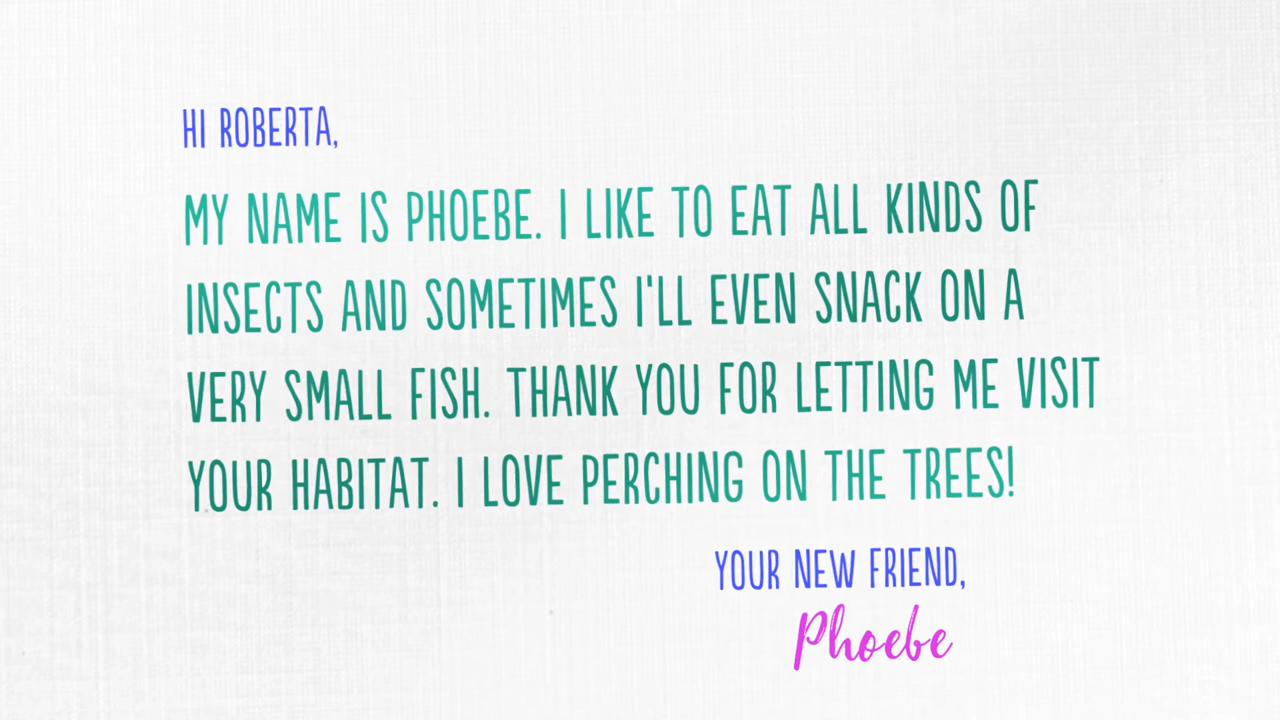 HI ROBERTA,
MY NAME IS PHOEBE. I LIKE TO EAT ALL KINDS OF
INSECTS AND SOMETIMES I'LL EVEN SNACK ON A
VERY SMALL FISH. THANK YOU FOR LETTING ME VISIT
YOUR HABITAT. I LOVE PERCHING ON THE TREES!
YOUR NEW FRIEND,
Phoebe